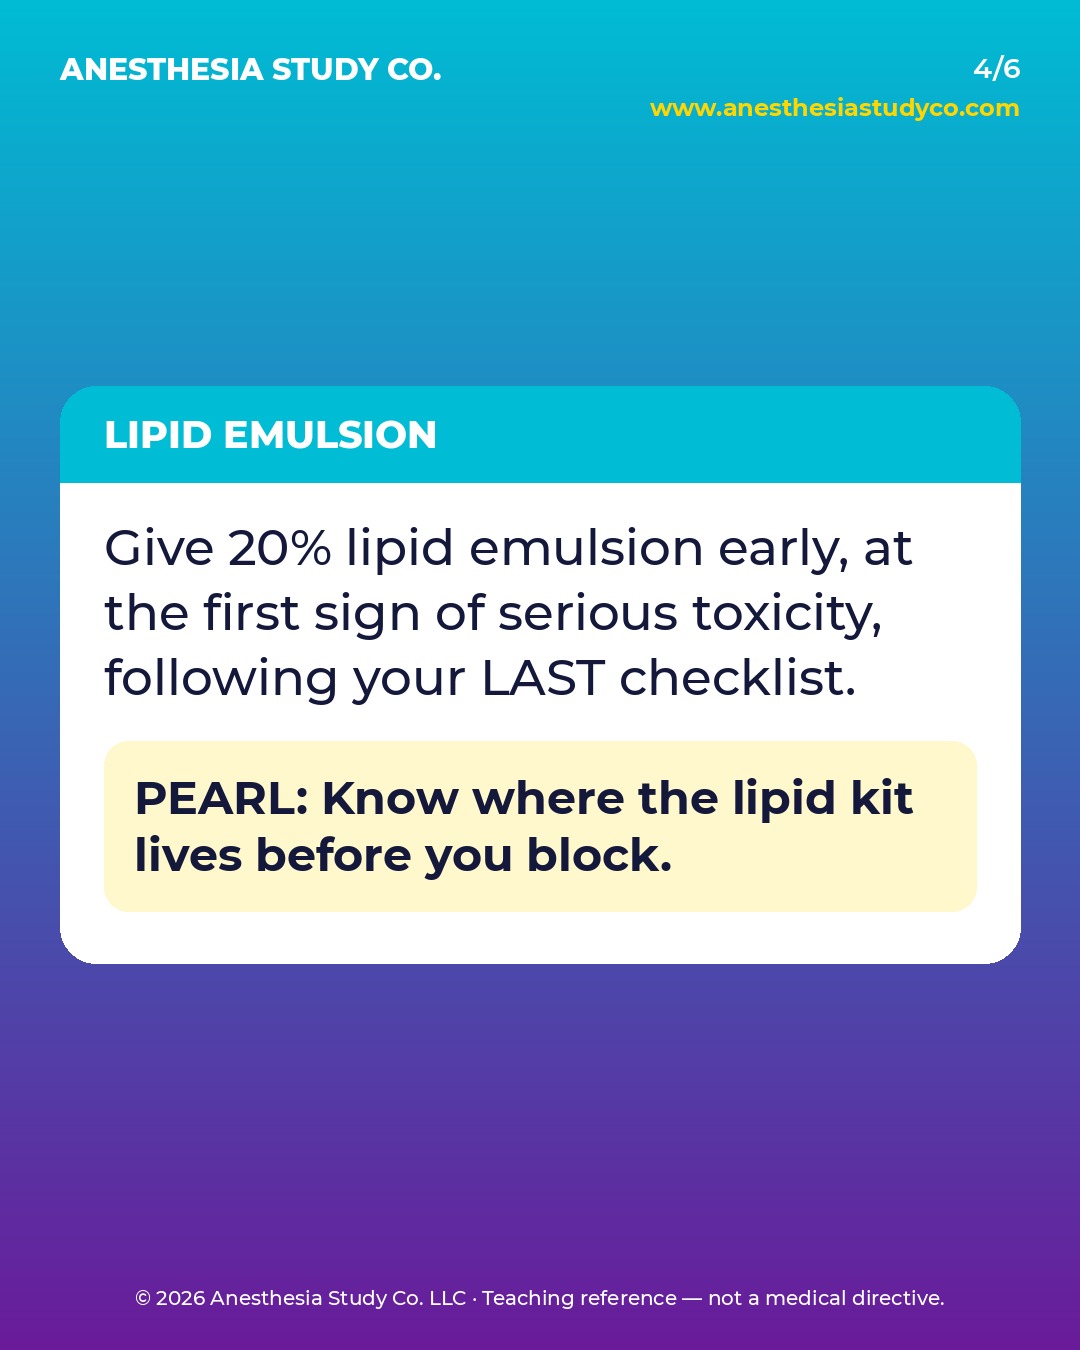 ANESTHESIA STUDY CO.
4/6
www.anesthesiastudyco.com
LIPID EMULSION
Give 20% lipid emulsion early, at
the first sign of serious toxicity,
following your LAST checklist.
PEARL: Know where the lipid kit
lives before you block.
© 2026 Anesthesia Study Co. LLC · Teaching reference — not a medical directive.